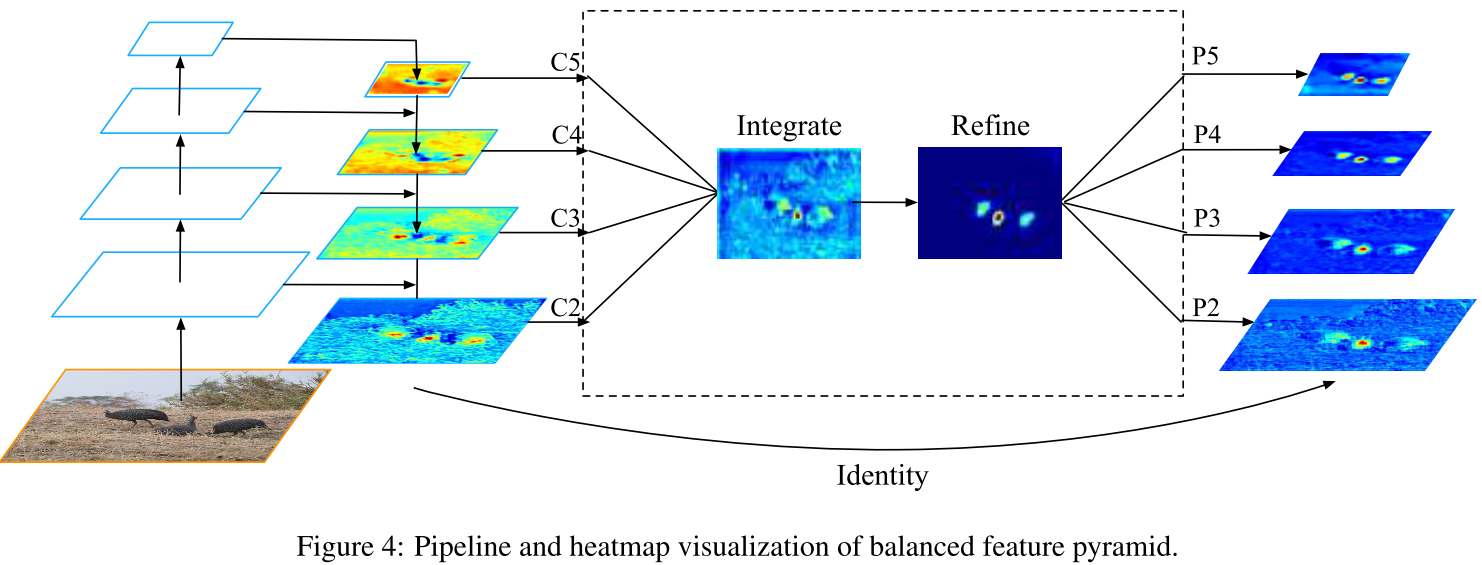 C5
P5
Integrate
Refine
C4
P4
C3
P3
C2
P2
Identity
Figure 4: Pipeline and heatmap visualization of balanced feature pyramid.